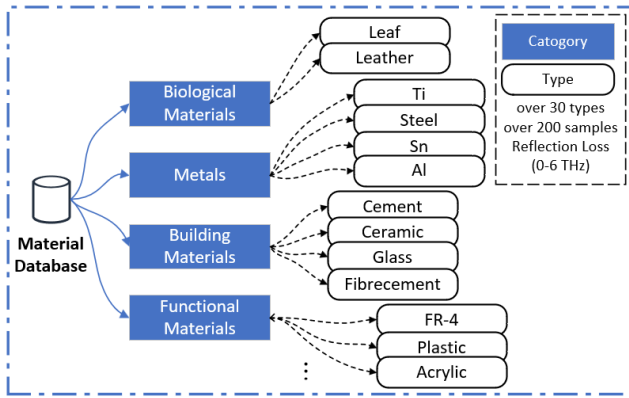 Leaf
Leather
Biological
Materials
Ti
Steel
Sn
Al
Metals
Material
Database
Building
Materials
Cement
Ceramic
Glass
Fibrecement
Functional
Materials
FR-4
Plastic
Acrylic
Catogory
Type
over 30 types
over 200 samples
Reflection Loss
(0-6 THz)